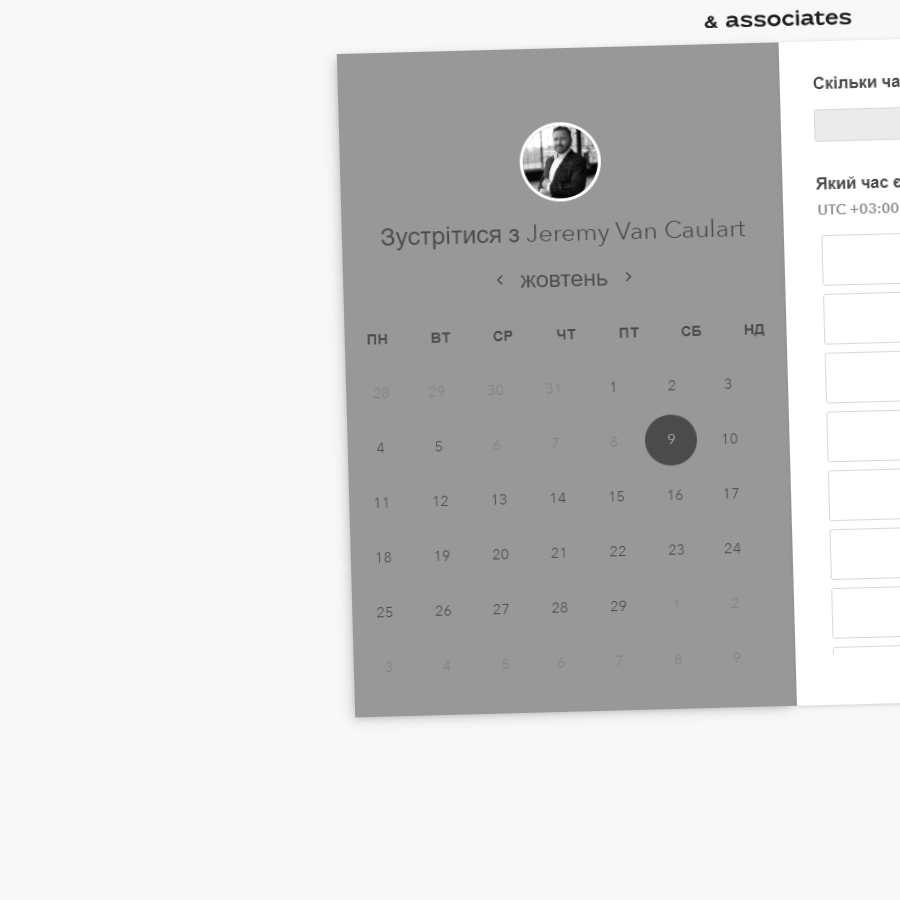 & associates
Зустрітися з Jeremy Van Caulart
‹ жовтень ›
ПН ВТ СР ЧТ ПТ СБ НД
28 29 30 31 1 2 3
4 5 6 7 8 9 10
11 12 13 14 15 16 17
18 19 20 21 22 23 24
25 26 27 28 29 1 2
3 4 5 6 7 8 9
Скільки ча
Який час є
UTC +03:00